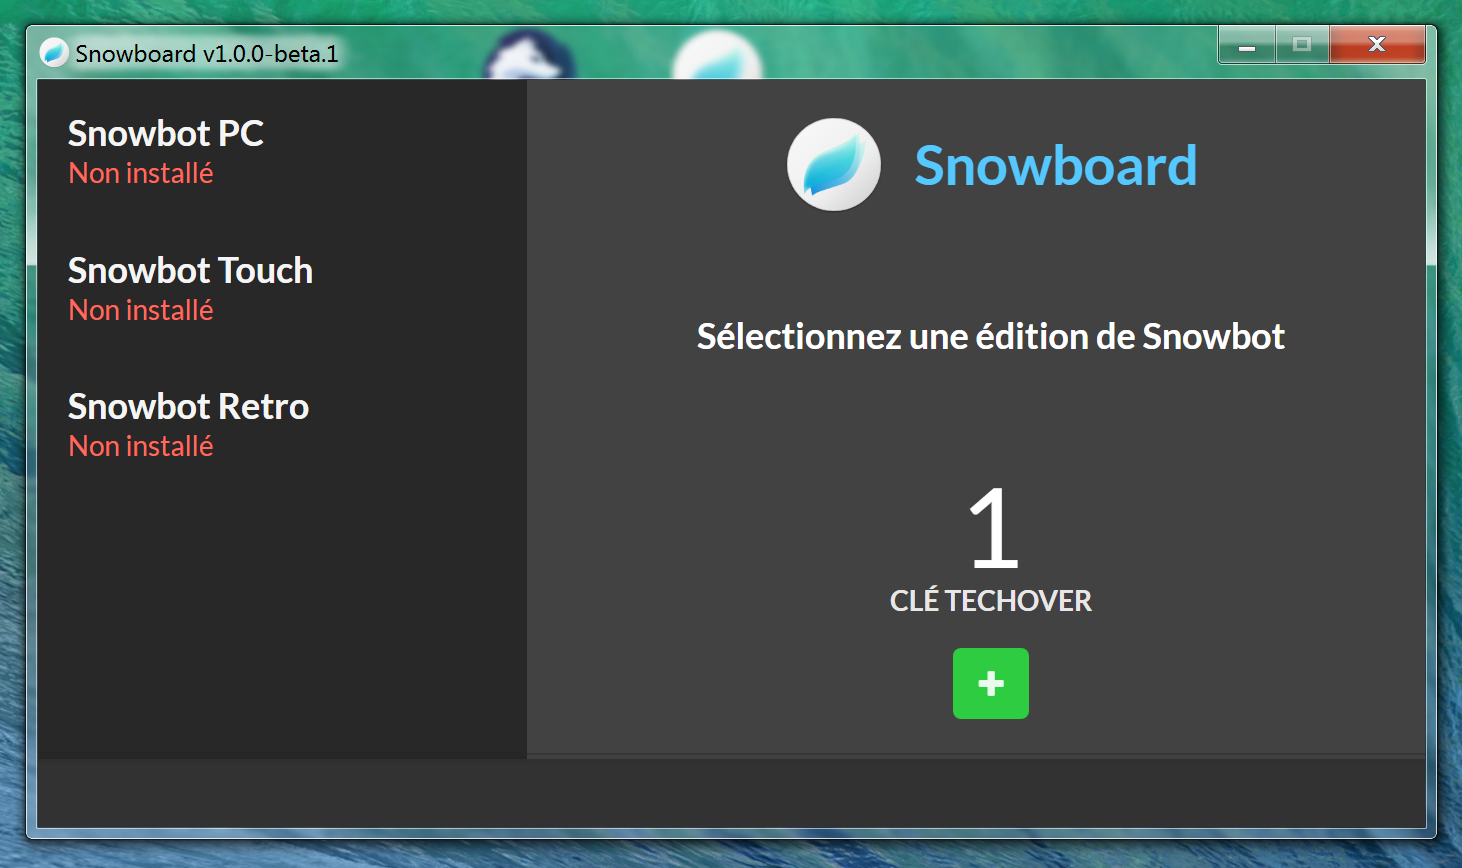 Snowboard v1.0.0-beta.1
Snowbot PC
Non installé
Snowbot Touch
Non installé
Snowbot Retro
Non installé
Snowboard
Sélectionnez une édition de Snowbot
1
CLÉ TECHOVER